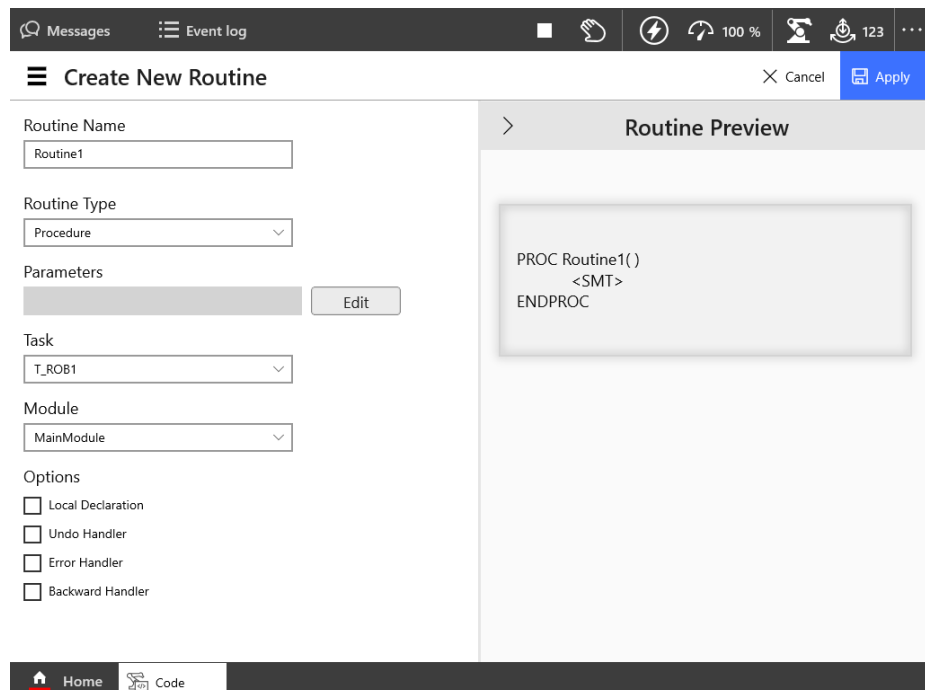 Messages
Event log
100 %
123
Create New Routine
Cancel
Apply
Routine Name
Routine1
Routine Type
Procedure
Parameters
Edit
Task
T_ROB1
Module
MainModule
Options
Local Declaration
Undo Handler
Error Handler
Backward Handler
Routine Preview
PROC Routine1( )
<SMT>
ENDPROC
Home
Code